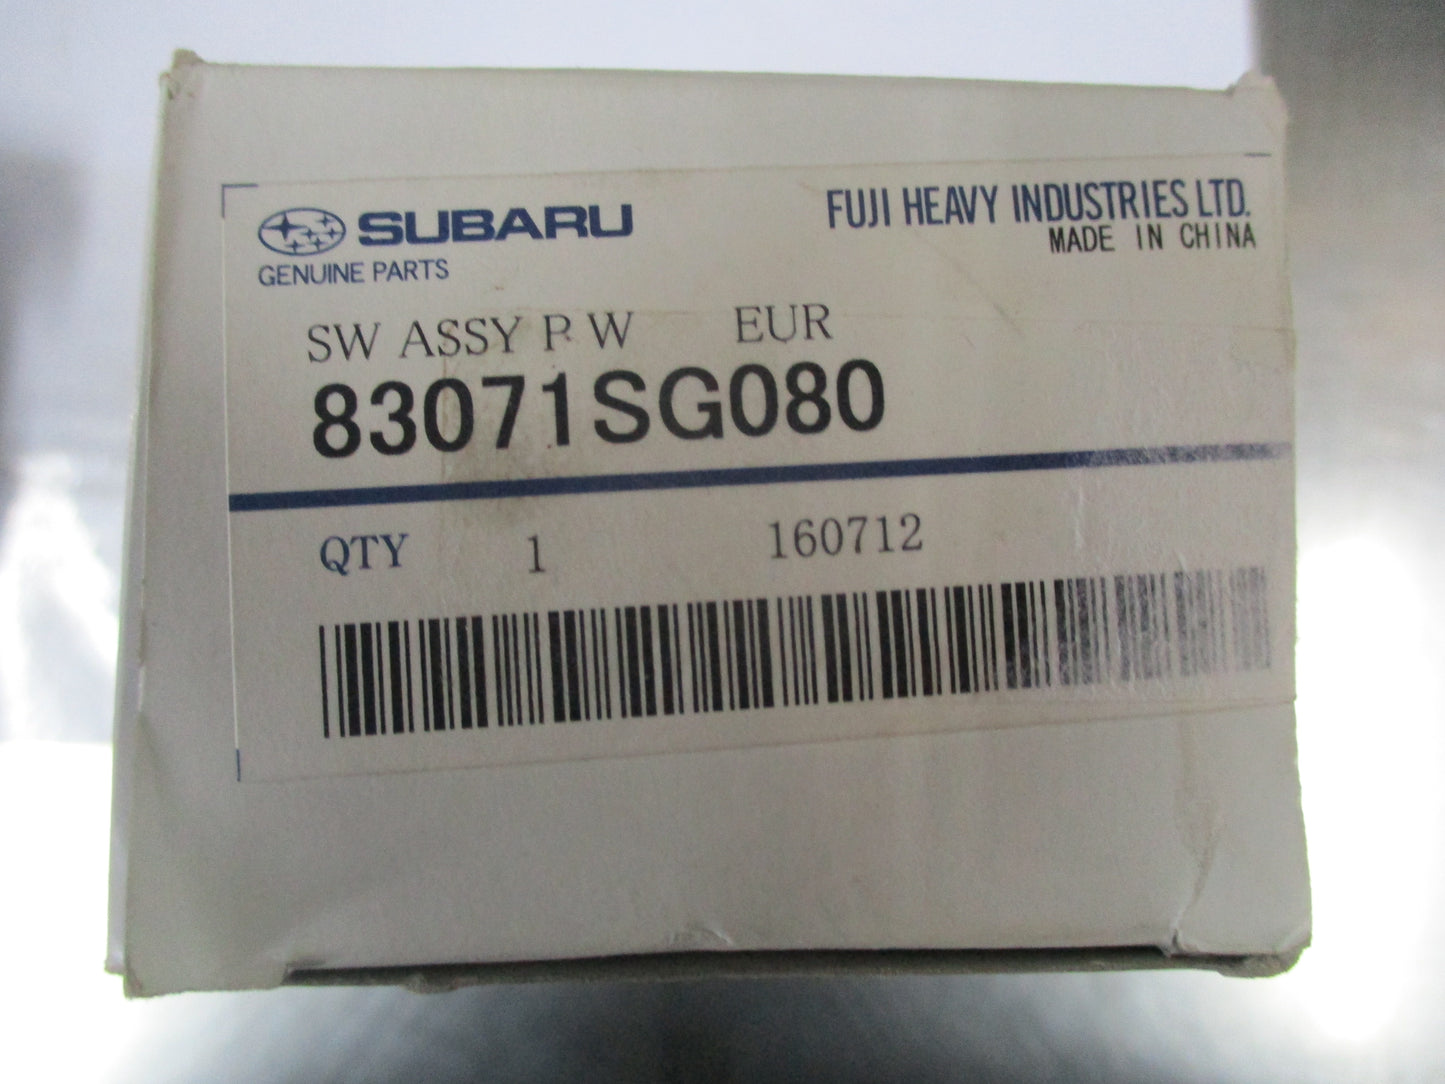 SUBARU
GENUINE PARTS
FUJI HEAVY INDUSTRIES LTD.
MADE IN CHINA
SW ASSY P W EUR
83071SG080
QTY 1 160712